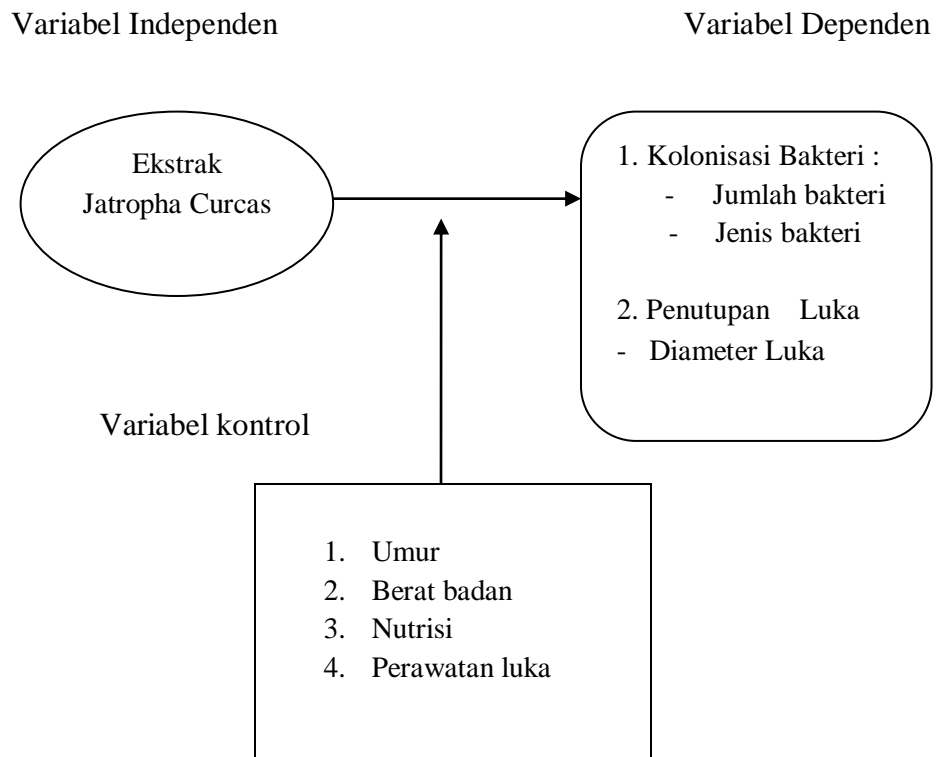 Variabel Independen
Variabel Dependen
Ekstrak
Jatropha Curcas
1. Kolonisasi Bakteri :
- Jumlah bakteri
- Jenis bakteri
2. Penutupan Luka
- Diameter Luka
Variabel kontrol
1. Umur
2. Berat badan
3. Nutrisi
4. Perawatan luka